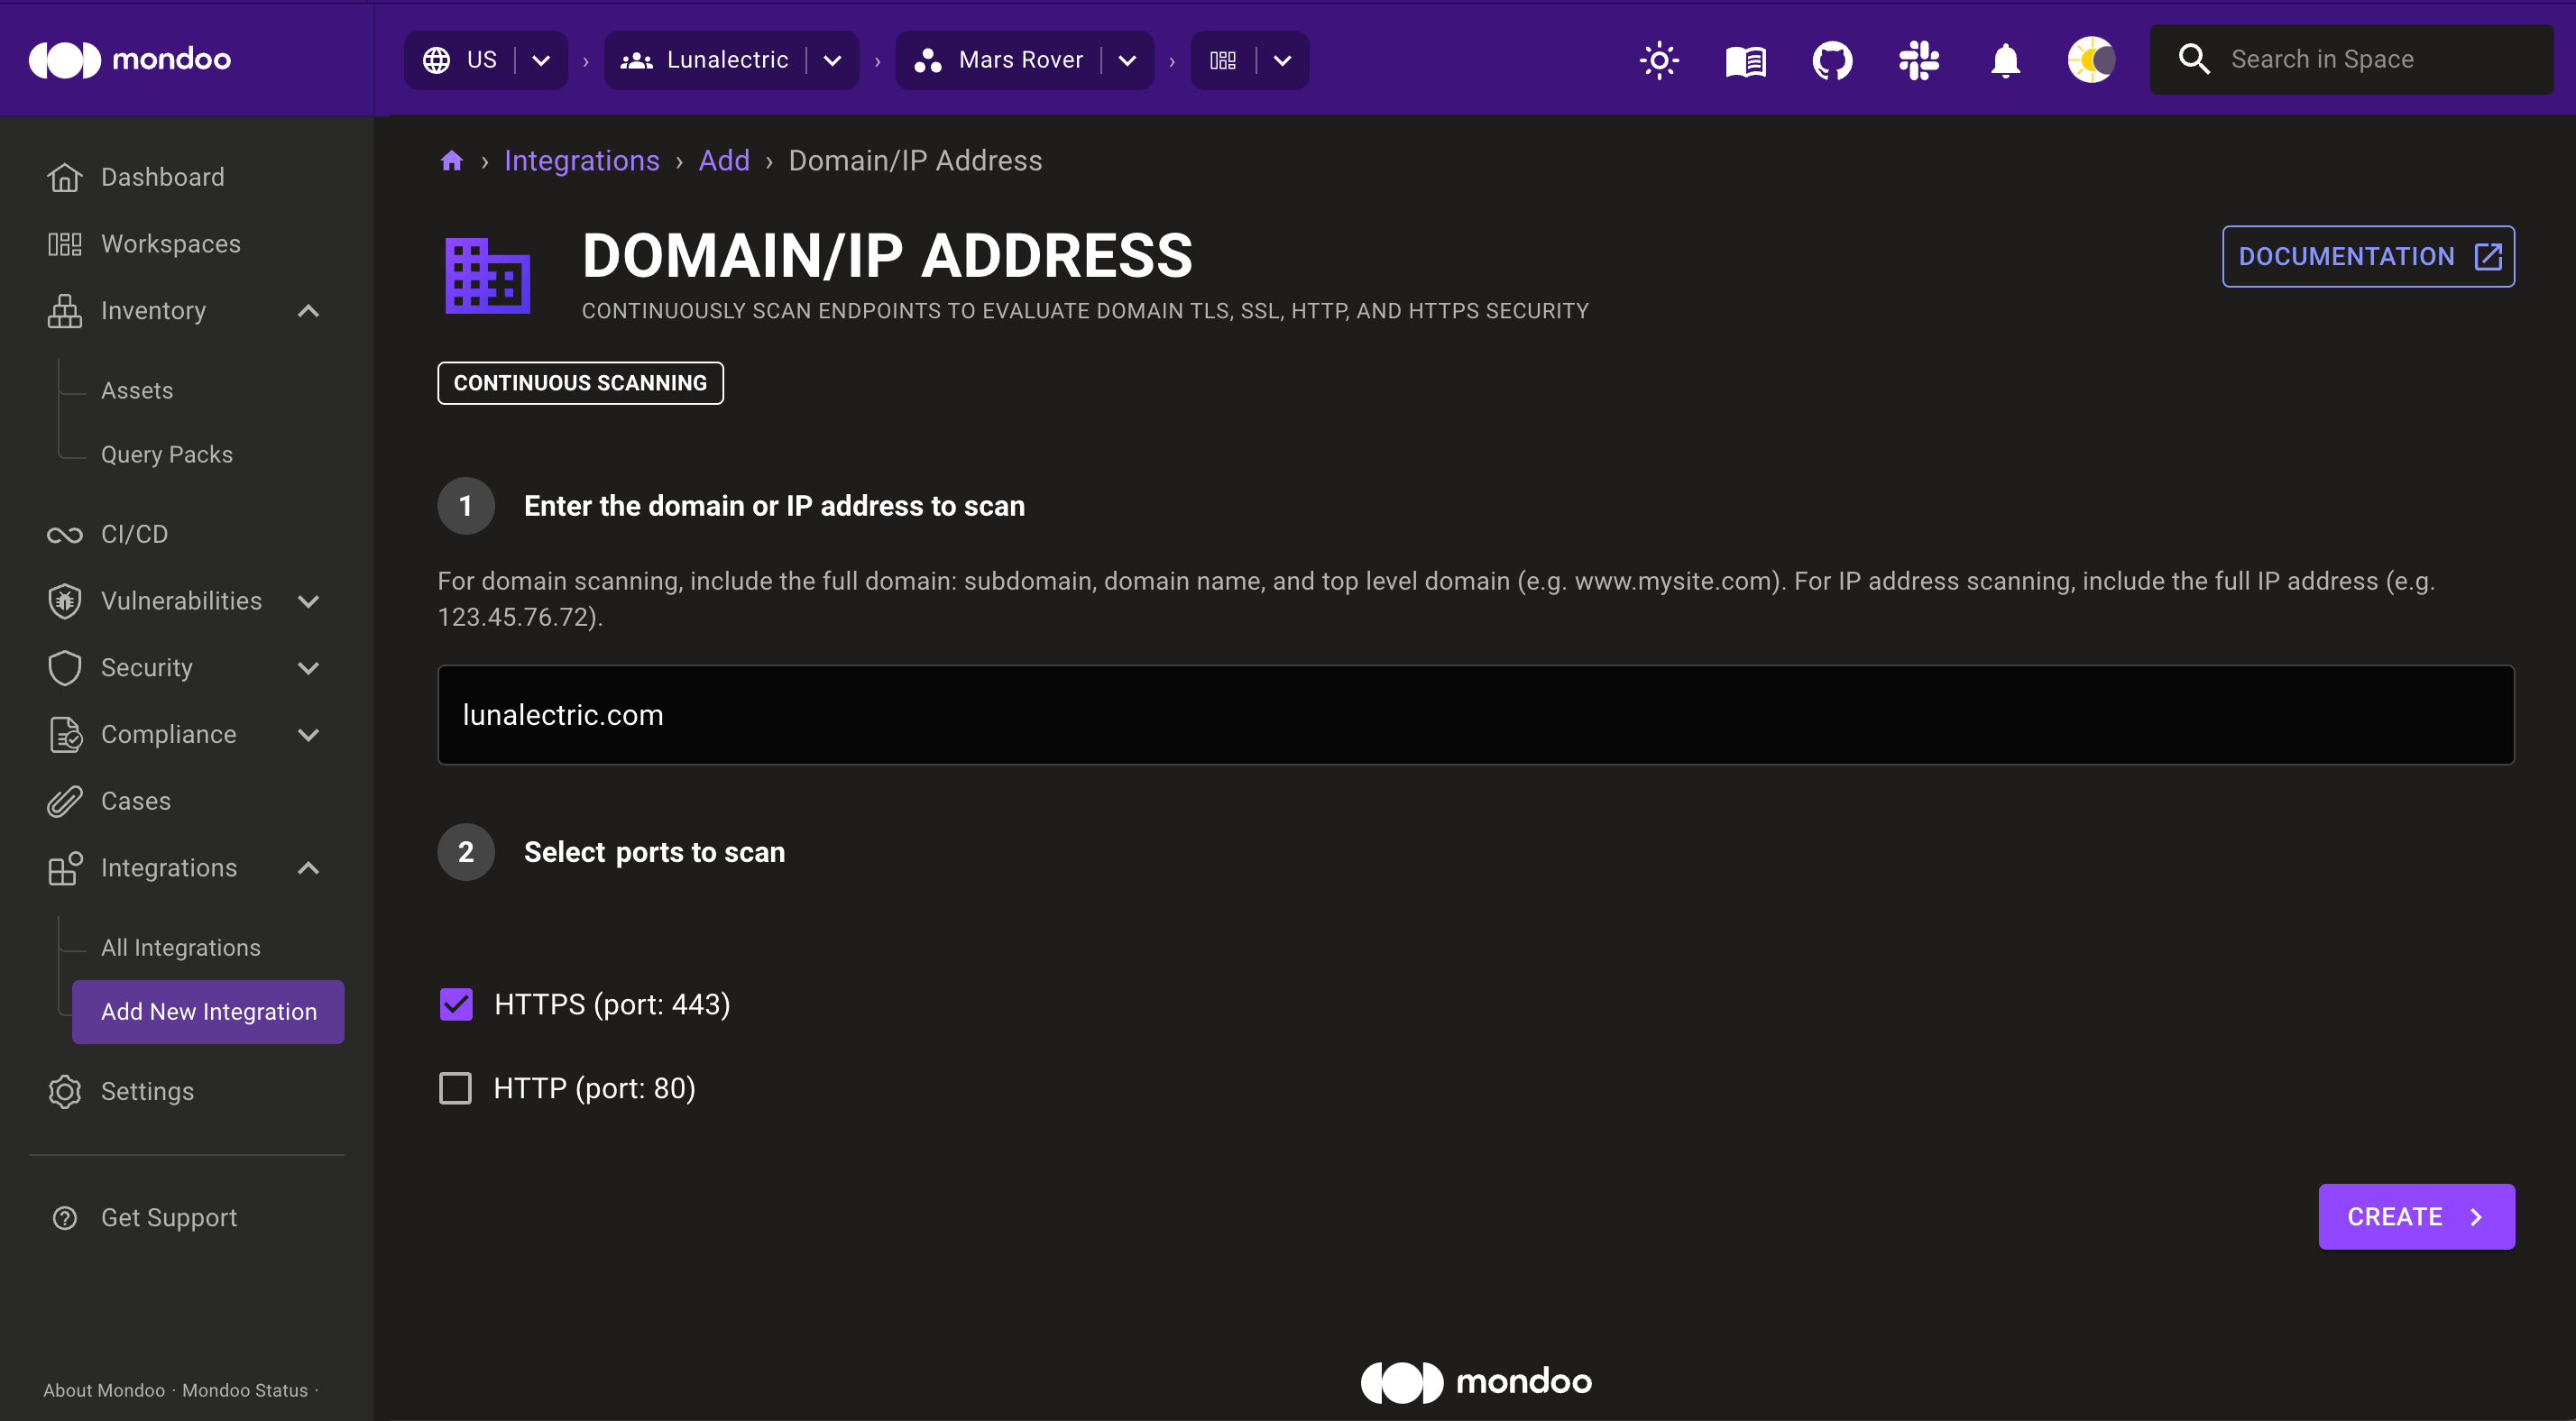 mondoo
US
Lunalectric
Mars Rover
Search in Space
Dashboard
Workspaces
Inventory
Assets
Query Packs
CI/CD
Vulnerabilities
Security
Compliance
Cases
Integrations
All Integrations
Add New Integration
Settings
Get Support
About Mondoo · Mondoo Status ·
› Integrations › Add › Domain/IP Address
DOMAIN/IP ADDRESS
CONTINUOUSLY SCAN ENDPOINTS TO EVALUATE DOMAIN TLS, SSL, HTTP, AND HTTPS SECURITY
DOCUMENTATION
CONTINUOUS SCANNING
1 Enter the domain or IP address to scan
For domain scanning, include the full domain: subdomain, domain name, and top level domain (e.g. www.mysite.com). For IP address scanning, include the full IP address (e.g.
123.45.76.72).
lunalectric.com
2 Select ports to scan
HTTPS (port: 443)
HTTP (port: 80)
CREATE
mondoo